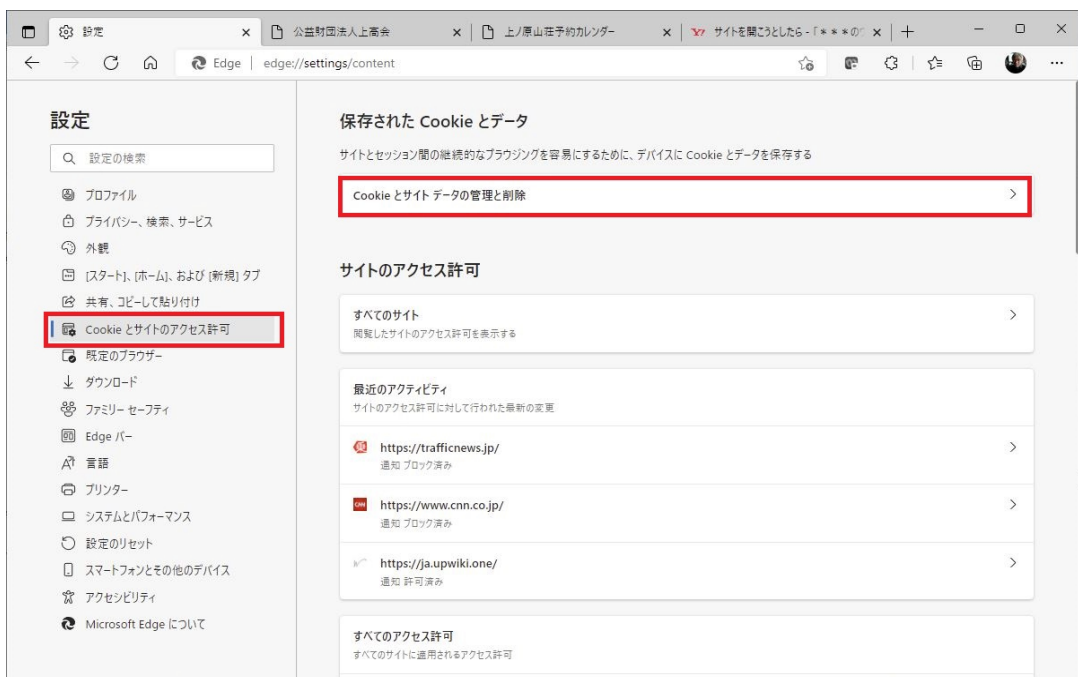 設定
公益財団法人上高会
上ノ原山荘予約カレンダー
サイトを開こうとしたら - 「***の
Edge
edge://settings/content
設定
設定の検索
プロファイル
プライバシー、検索、サービス
外観
[スタート]、[ホーム]、および [新規] タブ
共有、コピーして貼り付け
Cookie とサイトのアクセス許可
既定のブラウザー
ダウンロード
ファミリー セーフティ
Edge バー
言語
プリンター
システムとパフォーマンス
設定のリセット
スマートフォンとその他のデバイス
アクセシビリティ
Microsoft Edge について
保存された Cookie とデータ
サイトとセッション間の継続的なブラウジングを容易にするために、デバイスに Cookie とデータを保存する
Cookie とサイト データの管理と削除
サイトのアクセス許可
すべてのサイト
閲覧したサイトのアクセス許可を表示する
最近のアクティビティ
サイトのアクセス許可に対して行われた最新の変更
https://trafficnews.jp/
通知 ブロック済み
CNN
https://www.cnn.co.jp/
通知 ブロック済み
https://ja.upwiki.one/
通知 許可済み
すべてのアクセス許可
すべてのサイトに適用されるアクセス許可